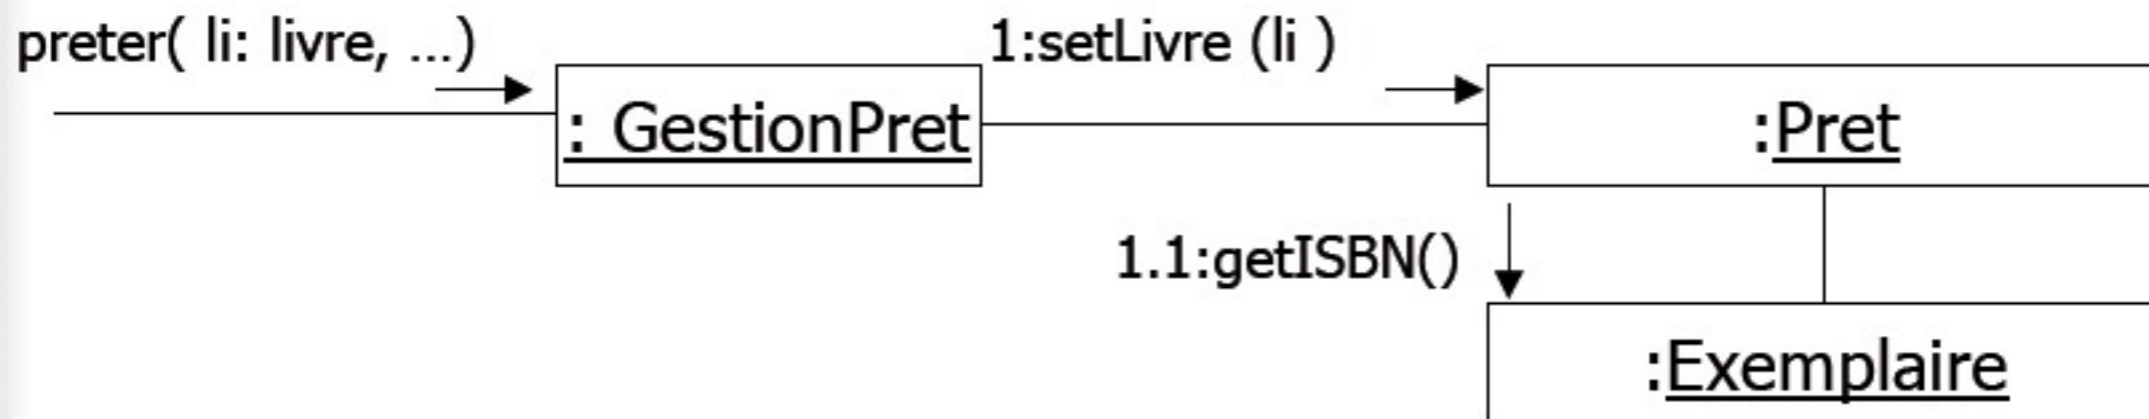 preter( li: livre, ...)
1:setLivre (li )
: GestionPret
:Pret
1.1:getISBN()
:Exemplaire